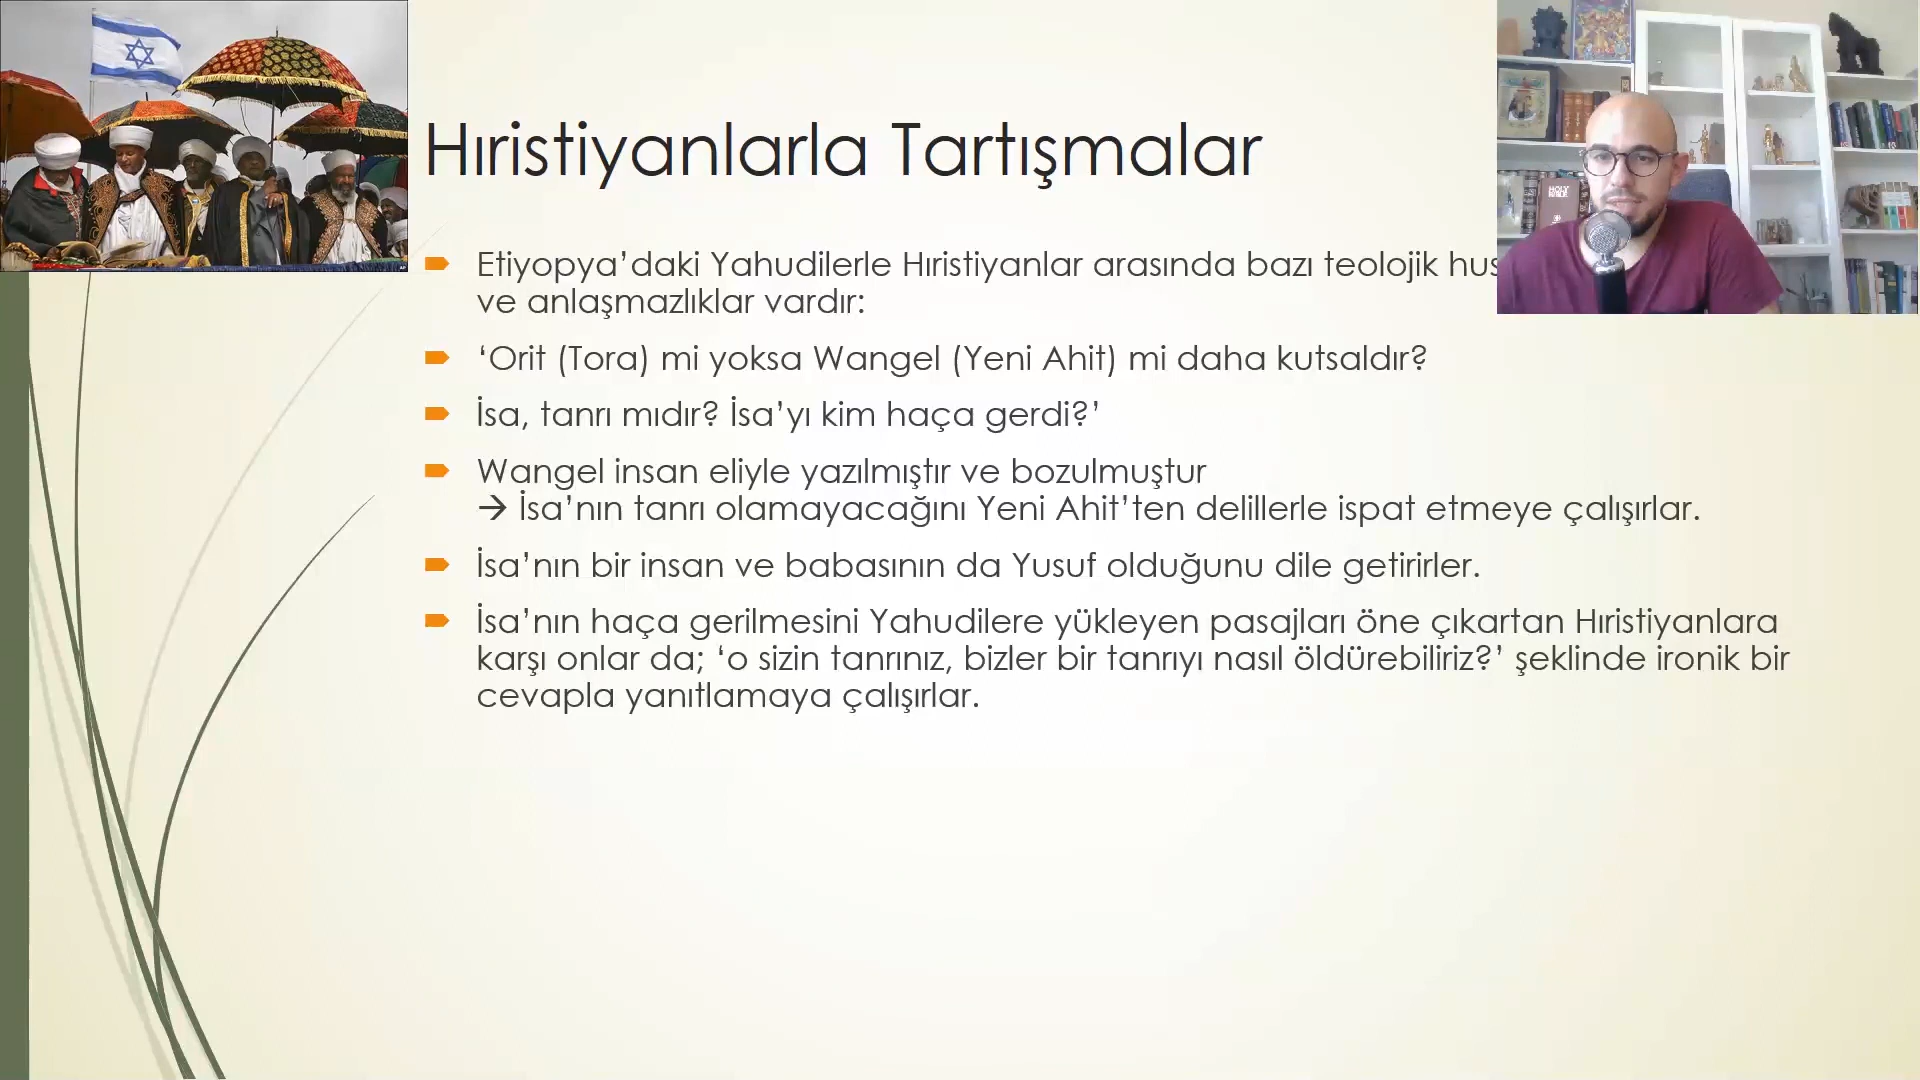 Hıristiyanlarla Tartışmalar
Etiyopya’daki Yahudilerle Hıristiyanlar arasında bazı teolojik
ve anlaşmazlıklar vardır:
‘Orit (Tora) mi yoksa Wangel (Yeni Ahit) mi daha kutsaldır?
İsa, tanrı mıdır? İsa’yı kim haça gerdi?’
Wangel insan eliyle yazılmıştır ve bozulmuştur
→ İsa’nın tanrı olamayacağını Yeni Ahit’ten delillerle ispat etmeye çalışırlar.
İsa’nın bir insan ve babasının da Yusuf olduğunu dile getirirler.
İsa’nın haça gerilmesini Yahudilere yükleyen pasajları öne çıkartan Hıristiyanlara
karşı onlar da; ‘o sizin tanrınız, bizler bir tanrıyı nasıl öldürebiliriz?’ şeklinde ironik bir
cevapla yanıtlamaya çalışırlar.
HOLY
BIBLE